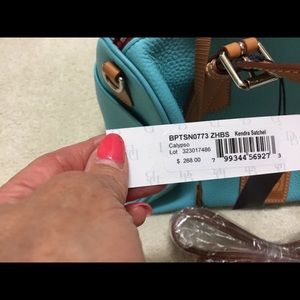 BPTSN0773 ZHBS Kendra Satchel
Calypso
Lot 323017486
$ 268.00 7 99344 56927 3